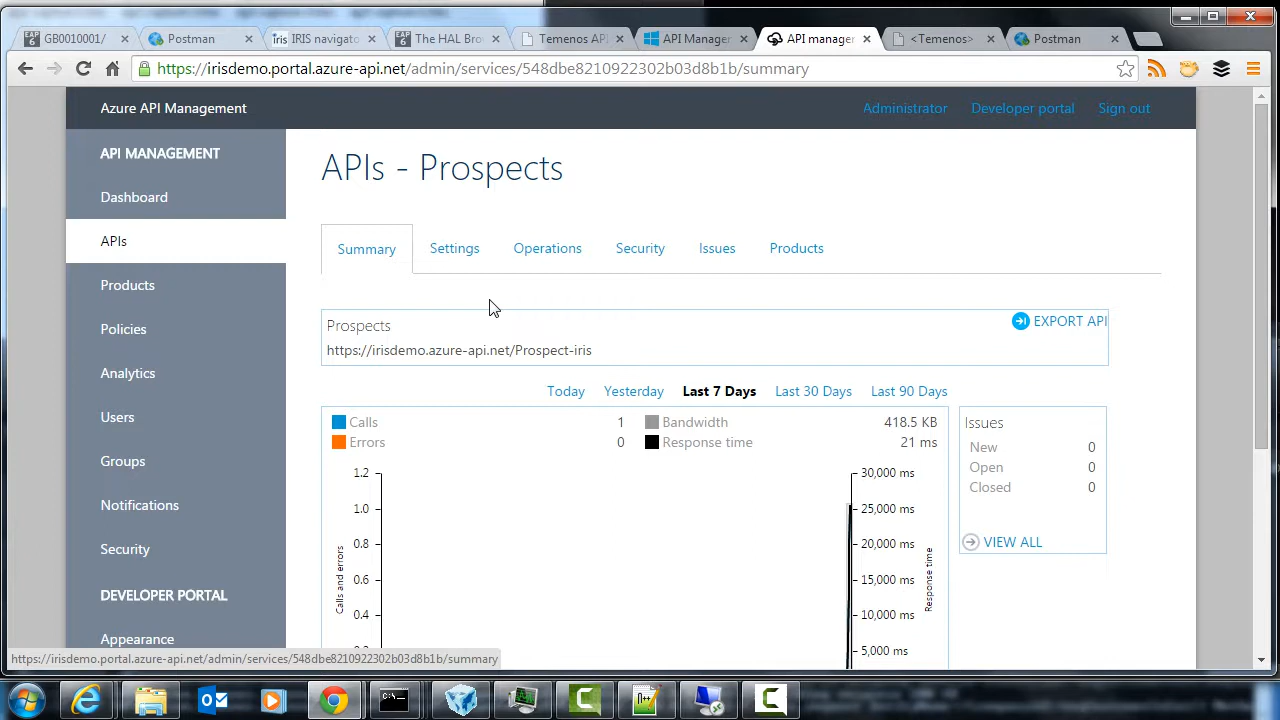 GB0010001/
Postman
iris IRIS navigato
The HAL Bro
Temenos API
API Manager
API manager
<Temenos>
Postman
https://irisdemo.portal.azure-api.net/admin/services/548dbe8210922302b03d8b1b/summary
Azure API Management
Administrator
Developer portal
Sign out
API MANAGEMENT
Dashboard
APIs
Products
Policies
Analytics
Users
Groups
Notifications
Security
DEVELOPER PORTAL
Appearance
APIs - Prospects
Summary
Settings
Operations
Security
Issues
Products
Prospects
EXPORT API
https://irisdemo.azure-api.net/Prospect-iris
Today
Yesterday
Last 7 Days
Last 30 Days
Last 90 Days
Calls 1
Bandwidth 418.5 KB
Errors 0
Response time 21 ms
1.2
1.0
0.8
0.6
0.4
Calls and errors
30,000 ms
25,000 ms
20,000 ms
15,000 ms
10,000 ms
5,000 ms
Response time
Issues
New 0
Open 0
Closed 0
VIEW ALL
https://irisdemo.portal.azure-api.net/admin/services/548dbe8210922302b03d8b1b/summary